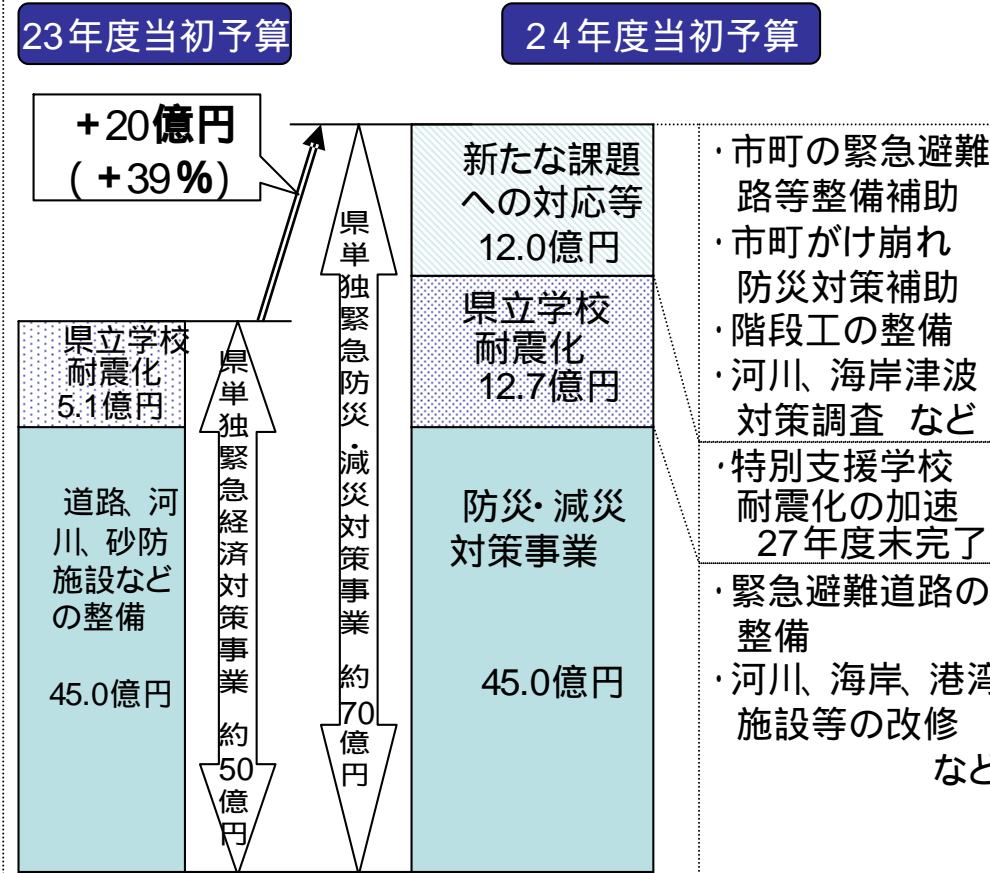 23年度当初予算
24年度当初予算
+20億円
(+39%)
県立学校
耐震化
5.1億円
道路、河
川、砂防
施設など
の整備
45.0億円
県単独緊急経済対策事業 約50億円
県単独緊急防災・減災対策事業 約70億円
新たな課題
への対応等
12.0億円
県立学校
耐震化
12.7億円
防災・減災
対策事業
45.0億円
・市町の緊急避難
路等整備補助
・市町がけ崩れ
防災対策補助
・階段工の整備
・河川、海岸津波
対策調査 など
・特別支援学校
耐震化の加速
27年度末完了
・緊急避難道路の
整備
・河川、海岸、港湾
施設等の改修
など